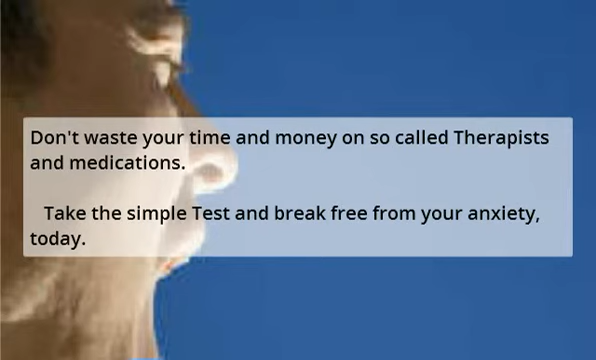 Don't waste your time and money on so called Therapists
and medications.
Take the simple Test and break free from your anxiety,
today.